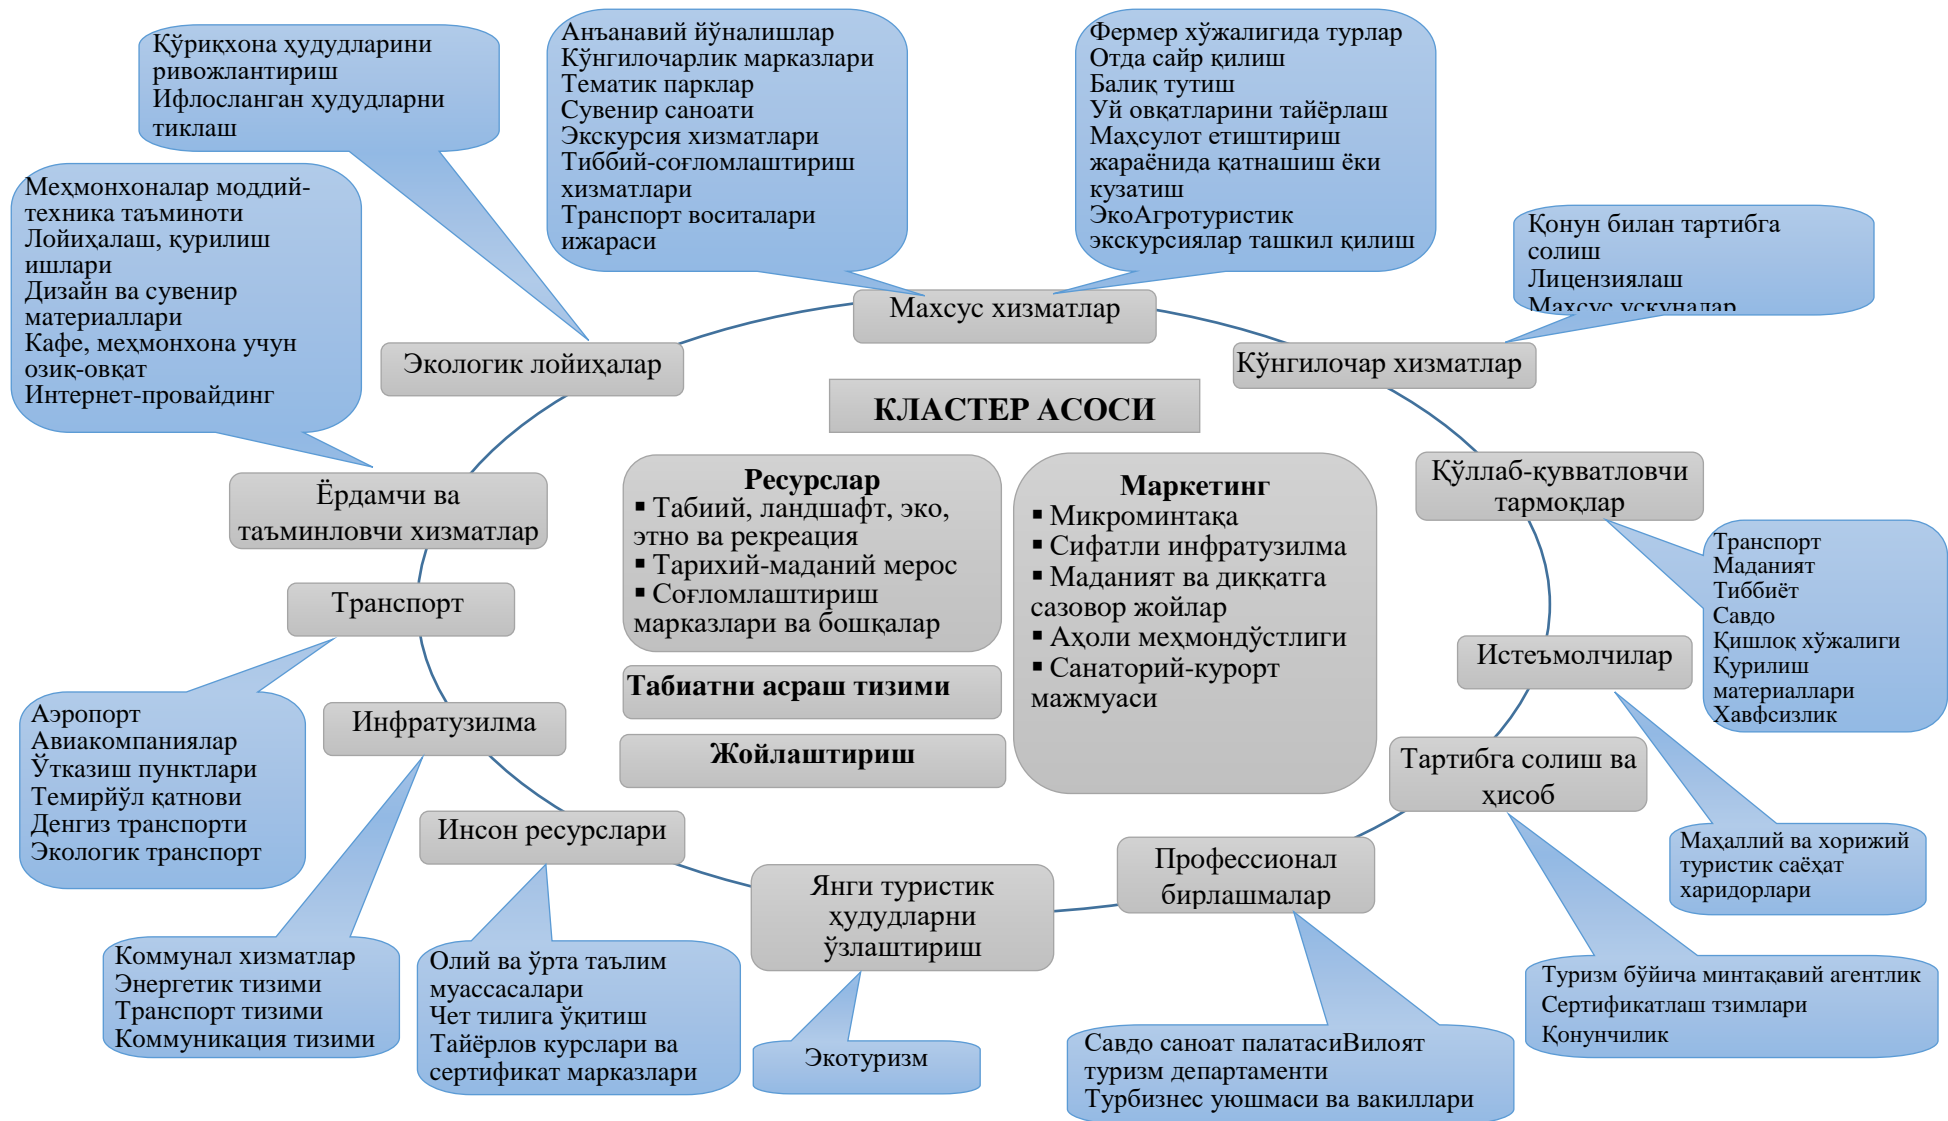 Қўриқхона ҳудудларини
ривожлантириш
Ифлосланган ҳудудларни
тиклаш
Анъанавий йўналишлар
Кўнгилочарлик марказлари
Тематик парклар
Сувенир саноати
Экскурсия хизматлари
Тиббий-соғломлаштириш
хизматлари
Транспорт воситалари
ижараси
Фермер хўжалигида турлар
Отда сайр қилиш
Балиқ тутиш
Уй овқатларини тайёрлаш
Маҳсулот етиштириш
жараёнида қатнашиш ёки
кузатиш
ЭкоАгротуристик
экскурсиялар ташкил қилиш
Қонун билан тартибга
солиш
Лицензиялаш
Махсус ускуналар
Меҳмонхоналар моддий-
техника таъминоти
Лойиҳалаш, қурилиш
ишлари
Дизайн ва сувенир
материаллари
Кафе, меҳмонхона учун
озиқ-овқат
Интернет-провайдинг
Махсус хизматлар
Экологик лойиҳалар
Кўнгилочар хизматлар
КЛАСТЕР АСОСИ
Ёрдамчи ва
таъминловчи хизматлар
Ресурслар
▪ Табиий, ландшафт, эко,
этно ва рекреация
▪ Тарихий-маданий мерос
▪ Соғломлаштириш
марказлари ва бошқалар
Маркетинг
▪ Микроминтақа
▪ Сифатли инфратузилма
▪ Маданият ва диққатга
сазовор жойлар
▪ Аҳоли меҳмондўстлиги
▪ Санаторий-курорт
мажмуаси
Қўллаб-қувватловчи
тармоқлар
Транспорт
Маданият
Тиббиёт
Савдо
Қишлоқ хўжалиги
Қурилиш
материаллари
Хавфсизлик
Транспорт
Табиатни асраш тизими
Истеъмолчилар
Аэропорт
Авиакомпаниялар
Ўтказиш пунктлари
Темирйўл қатнови
Денгиз транспорти
Экологик транспорт
Инфратузилма
Жойлаштириш
Тартибга солиш ва
ҳисоб
Инсон ресурслари
Профессионал
бирлашмалар
Маҳаллий ва хорижий
туристик саёҳат
харидорлари
Янги туристик
ҳудудларни
ўзлаштириш
Коммунал хизматлар
Энергетик тизими
Транспорт тизими
Коммуникация тизими
Олий ва ўрта таълим
муассасалари
Чет тилига ўқитиш
Тайёрлов курслари ва
сертификат марказлари
Экотуризм
Савдо саноат палатасиВилоят
туризм департаменти
Турбизнес уюшмаси ва вакиллари
Туризм бўйича минтақавий агентлик
Сертификатлаш тзимлари
Қонунчилик